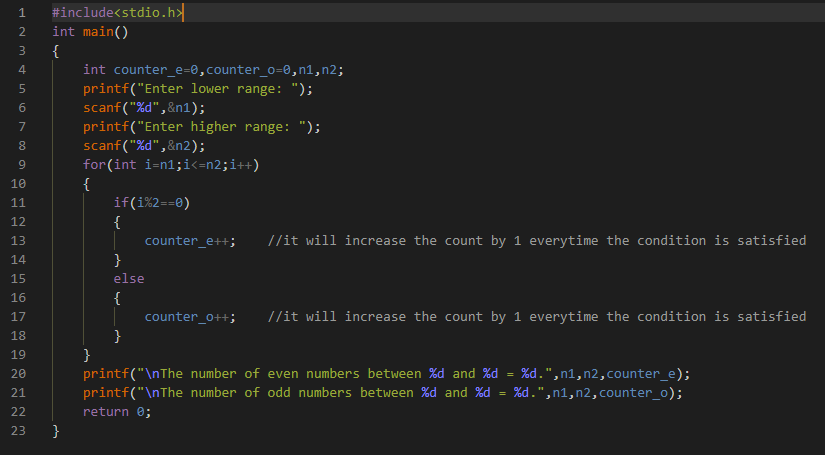 1 #include<stdio.h>
2 int main()
3 {
4 int counter_e=0,counter_o=0,n1,n2;
5 printf("Enter lower range: ");
6 scanf("%d",&n1);
7 printf("Enter higher range: ");
8 scanf("%d",&n2);
9 for(int i=n1;i<=n2;i++)
10 {
11 if(i%2==0)
12 {
13 counter_e++; //it will increase the count by 1 everytime the condition is satisfied
14 }
15 else
16 {
17 counter_o++; //it will increase the count by 1 everytime the condition is satisfied
18 }
19 }
20 printf("\nThe number of even numbers between %d and %d = %d.",n1,n2,counter_e);
21 printf("\nThe number of odd numbers between %d and %d = %d.",n1,n2,counter_o);
22 return 0;
23 }